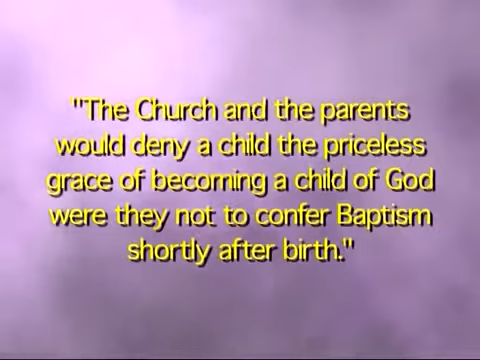 "The Church and the parents
would deny a child the priceless
grace of becoming a child of God
were they not to confer Baptism
shortly after birth."